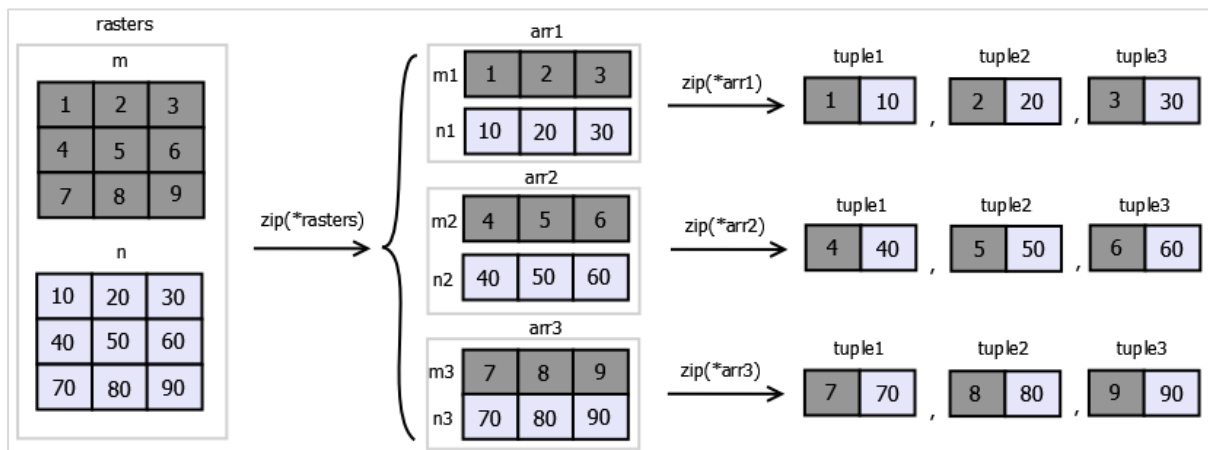 rasters
m
1 2 3
4 5 6
7 8 9
n
10 20 30
40 50 60
70 80 90
zip(*rasters)
arr1
m1 1 2 3
n1 10 20 30
arr2
m2 4 5 6
n2 40 50 60
arr3
m3 7 8 9
n3 70 80 90
zip(*arr1)
tuple1 tuple2 tuple3
1 10 , 2 20 , 3 30
zip(*arr2)
tuple1 tuple2 tuple3
4 40 , 5 50 , 6 60
zip(*arr3)
tuple1 tuple2 tuple3
7 70 , 8 80 , 9 90